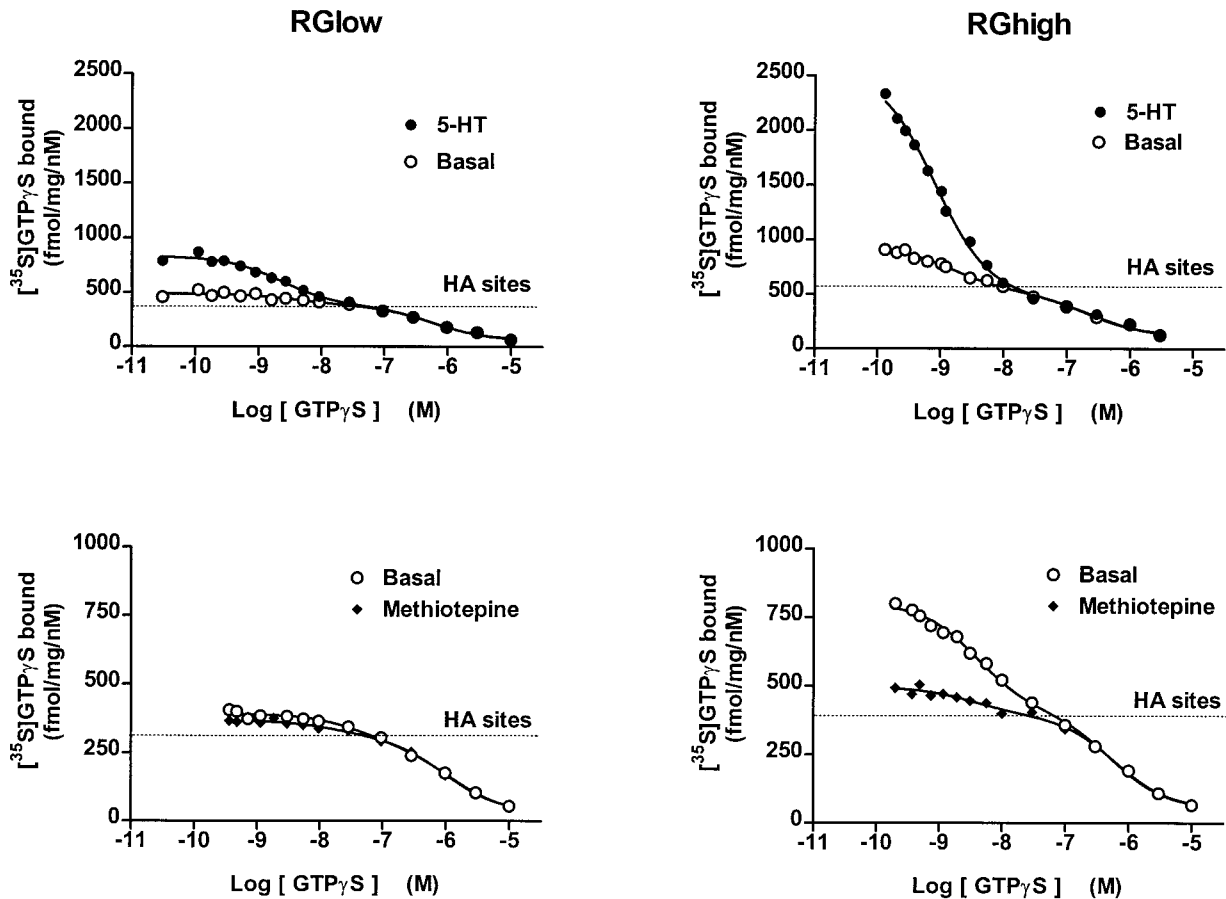 RGlow
[35S]GTPγS bound
(fmol/mg/nM)
2500
2000
1500
1000
500
0
5-HT
Basal
HA sites
-11 -10 -9 -8 -7 -6 -5
Log [ GTPγS ] (M)
RGhigh
[35S]GTPγS bound
(fmol/mg/nM)
2500
2000
1500
1000
500
0
5-HT
Basal
HA sites
-11 -10 -9 -8 -7 -6 -5
Log [ GTPγS ] (M)
[35S]GTPγS bound
(fmol/mg/nM)
1000
750
500
250
0
Basal
Methiotepine
HA sites
-11 -10 -9 -8 -7 -6 -5
Log [ GTPγS ] (M)
[35S]GTPγS bound
(fmol/mg/nM)
1000
750
500
250
0
Basal
Methiotepine
HA sites
-11 -10 -9 -8 -7 -6 -5
Log [ GTPγS ] (M)